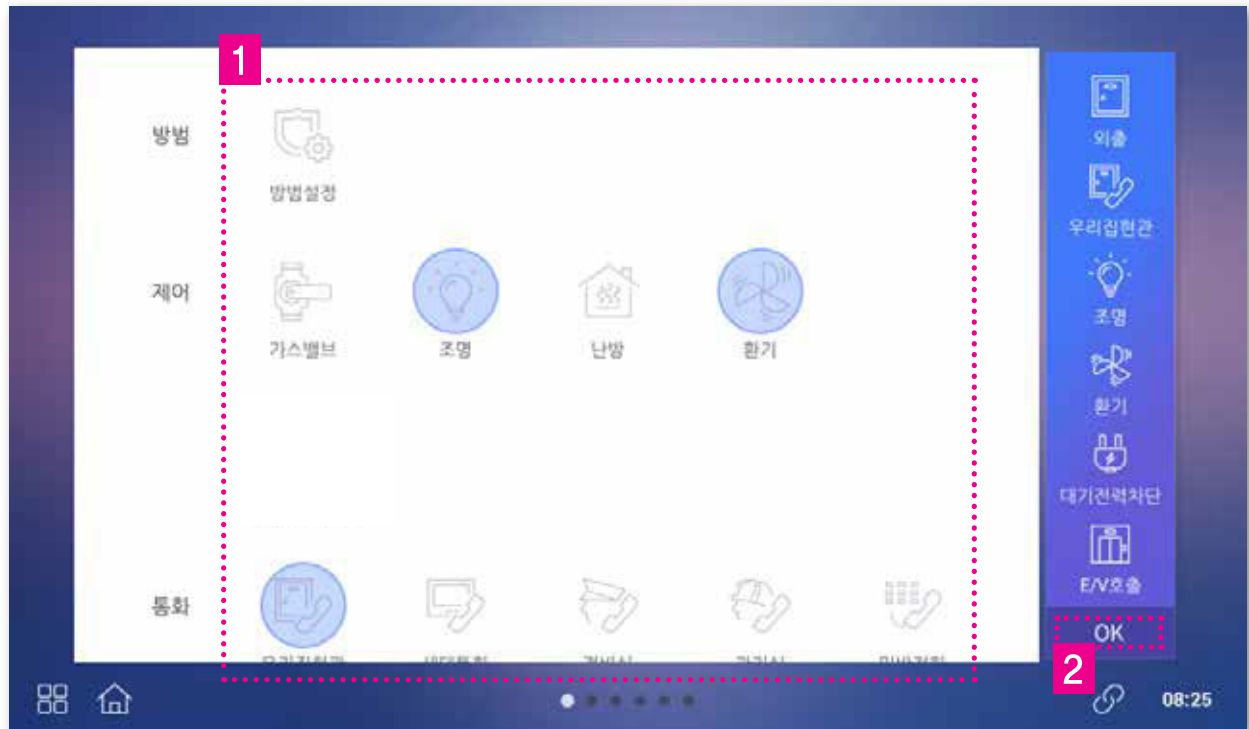 1
방범
방범설정
제어
가스밸브
조명
난방
환기
통화
외출
우리집현관
조명
환기
대기전력차단
E/V호출
OK
2
08:25